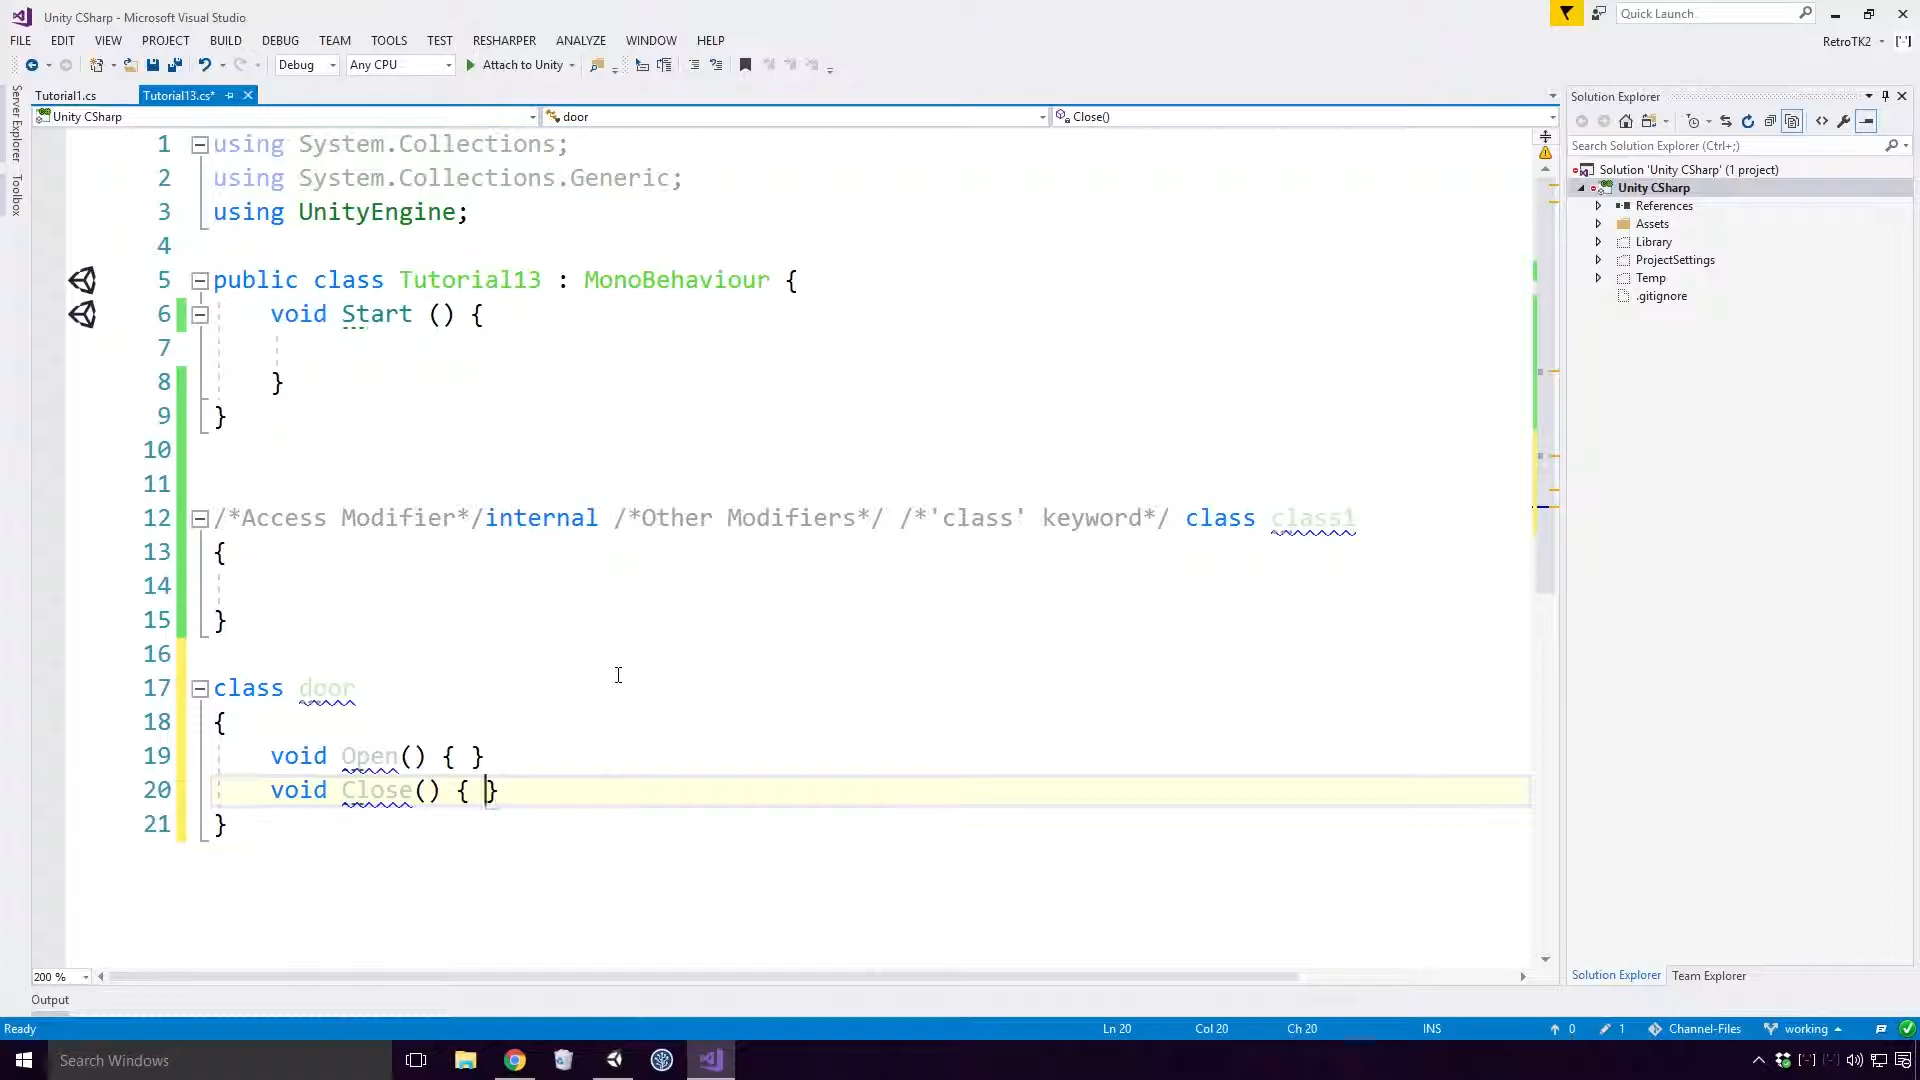 Unity CSharp - Microsoft Visual Studio
Quick Launch
FILE EDIT VIEW PROJECT BUILD DEBUG TEAM TOOLS TEST RESHARPER ANALYZE WINDOW HELP
RetroTK2
Debug Any CPU Attach to Unity
Server Explorer
Toolbox
Tutorial1.cs Tutorial13.cs*
Unity CSharp door Close()
1 using System.Collections;
2 using System.Collections.Generic;
3 using UnityEngine;
4
5 public class Tutorial13 : MonoBehaviour {
6 void Start () {
7
8 }
9 }
10
11
12 /*Access Modifier*/internal /*Other Modifiers*/ /*'class' keyword*/ class class1
13 {
14
15 }
16
17 class door
18 {
19 void Open() { }
20 void Close() { }
21 }
200 %
Output
Solution Explorer
Search Solution Explorer (Ctrl+;)
Solution 'Unity CSharp' (1 project)
Unity CSharp
References
Assets
Library
ProjectSettings
Temp
.gitignore
Solution Explorer Team Explorer
Ready Ln 20 Col 20 Ch 20 INS 0 1 Channel-Files working
Search Windows